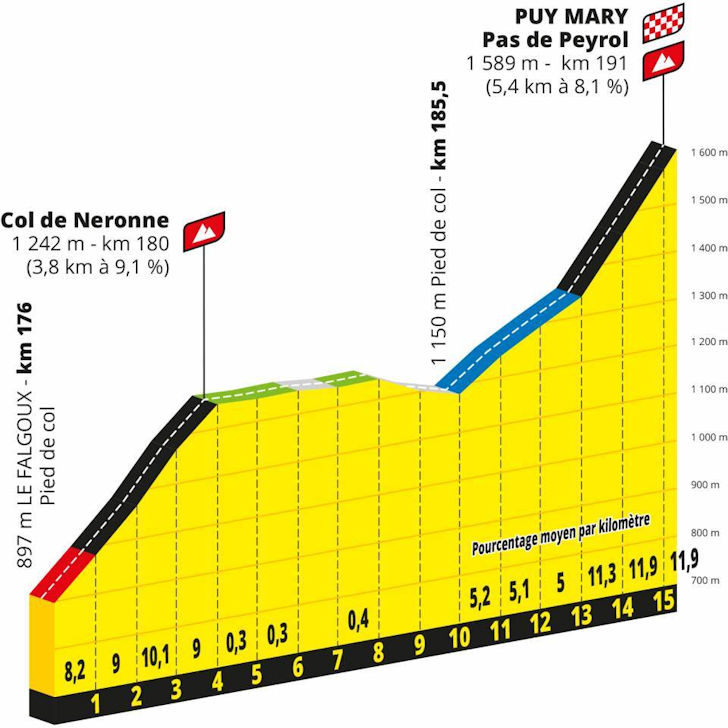 PUY MARY
Pas de Peyrol
1 589 m - km 191
(5,4 km à 8,1 %)
Col de Neronne
1 242 m - km 180
(3,8 km à 9,1 %)
897 m LE FALGOUX - km 176
Pied de col
1 150 m Pied de col - km 185,5
1 600 m
1 500 m
1 400 m
1 300 m
1 200 m
1 100 m
1 000 m
900 m
800 m
700 m
Pourcentage moyen par kilomètre
8,2 9 10,1 9 0,3 0,3 0,4 5,2 5,1 5 11,3 11,9 11,9
1 2 3 4 5 6 7 8 9 10 11 12 13 14 15